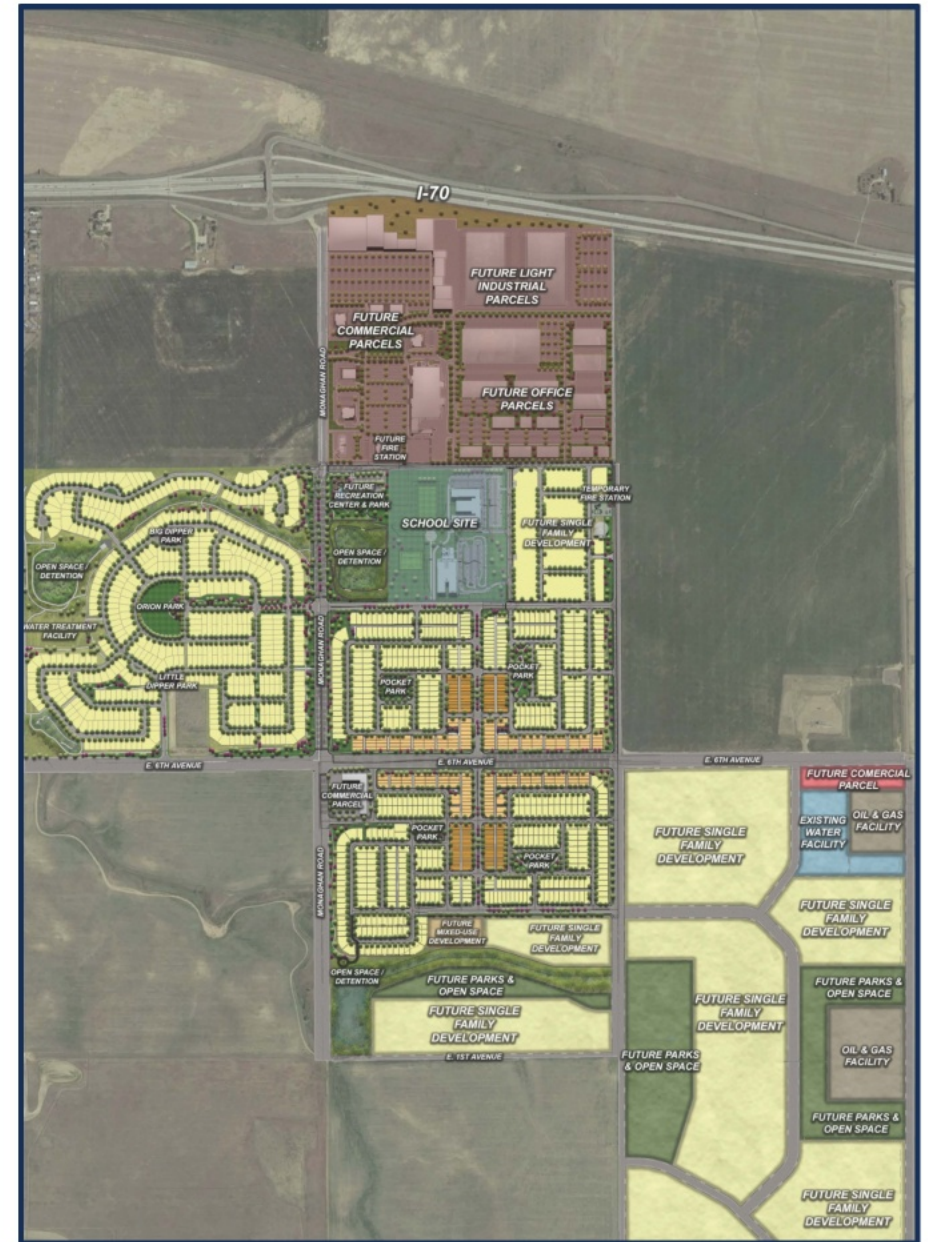 I-70
FUTURE LIGHT
INDUSTRIAL
PARCELS
FUTURE
COMMERCIAL
PARCELS
MONAGHAN ROAD
FUTURE OFFICE
PARCELS
FUTURE
FIRE
STATION
FUTURE
RECREATION
CENTER & PARK
TEMPORARY
FIRE STATION
SCHOOL SITE
FUTURE SINGLE
FAMILY
DEVELOPMENT
BIG DIPPER
PARK
OPEN SPACE /
DETENTION
OPEN SPACE /
DETENTION
ORION PARK
WATER TREATMENT
FACILITY
MONAGHAN ROAD
LITTLE
DIPPER PARK
POCKET
PARK
POCKET
PARK
E. 6TH AVENUE
E. 6TH AVENUE
E. 6TH AVENUE
FUTURE COMERCIAL
PARCEL
FUTURE
COMMERCIAL
PARCEL
EXISTING
WATER
FACILITY
OIL & GAS
FACILITY
POCKET
PARK
FUTURE SINGLE
FAMILY
DEVELOPMENT
POCKET
PARK
MONAGHAN ROAD
FUTURE SINGLE
FAMILY
DEVELOPMENT
FUTURE
MIXED-USE
DEVELOPMENT
FUTURE SINGLE
FAMILY
DEVELOPMENT
OPEN SPACE /
DETENTION
FUTURE PARKS &
OPEN SPACE
FUTURE PARKS &
OPEN SPACE
FUTURE SINGLE
FAMILY
DEVELOPMENT
FUTURE SINGLE
FAMILY
DEVELOPMENT
E. 1ST AVENUE
FUTURE PARKS
& OPEN SPACE
OIL & GAS
FACILITY
FUTURE PARKS &
OPEN SPACE
FUTURE SINGLE
FAMILY
DEVELOPMENT